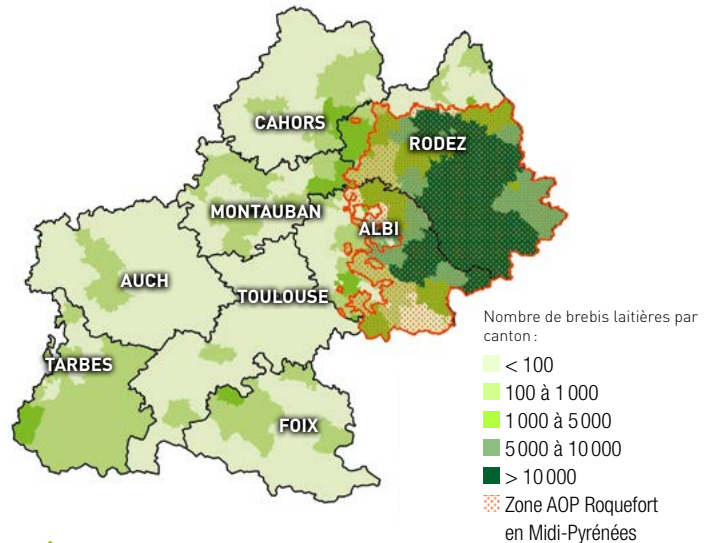 CAHORS
RODEZ
MONTAUBAN
ALBI
AUCH
TOULOUSE
TARBES
FOIX
Nombre de brebis laitières par
canton :
< 100
100 à 1 000
1 000 à 5 000
5 000 à 10 000
> 10 000
Zone AOP Roquefort
en Midi-Pyrénées